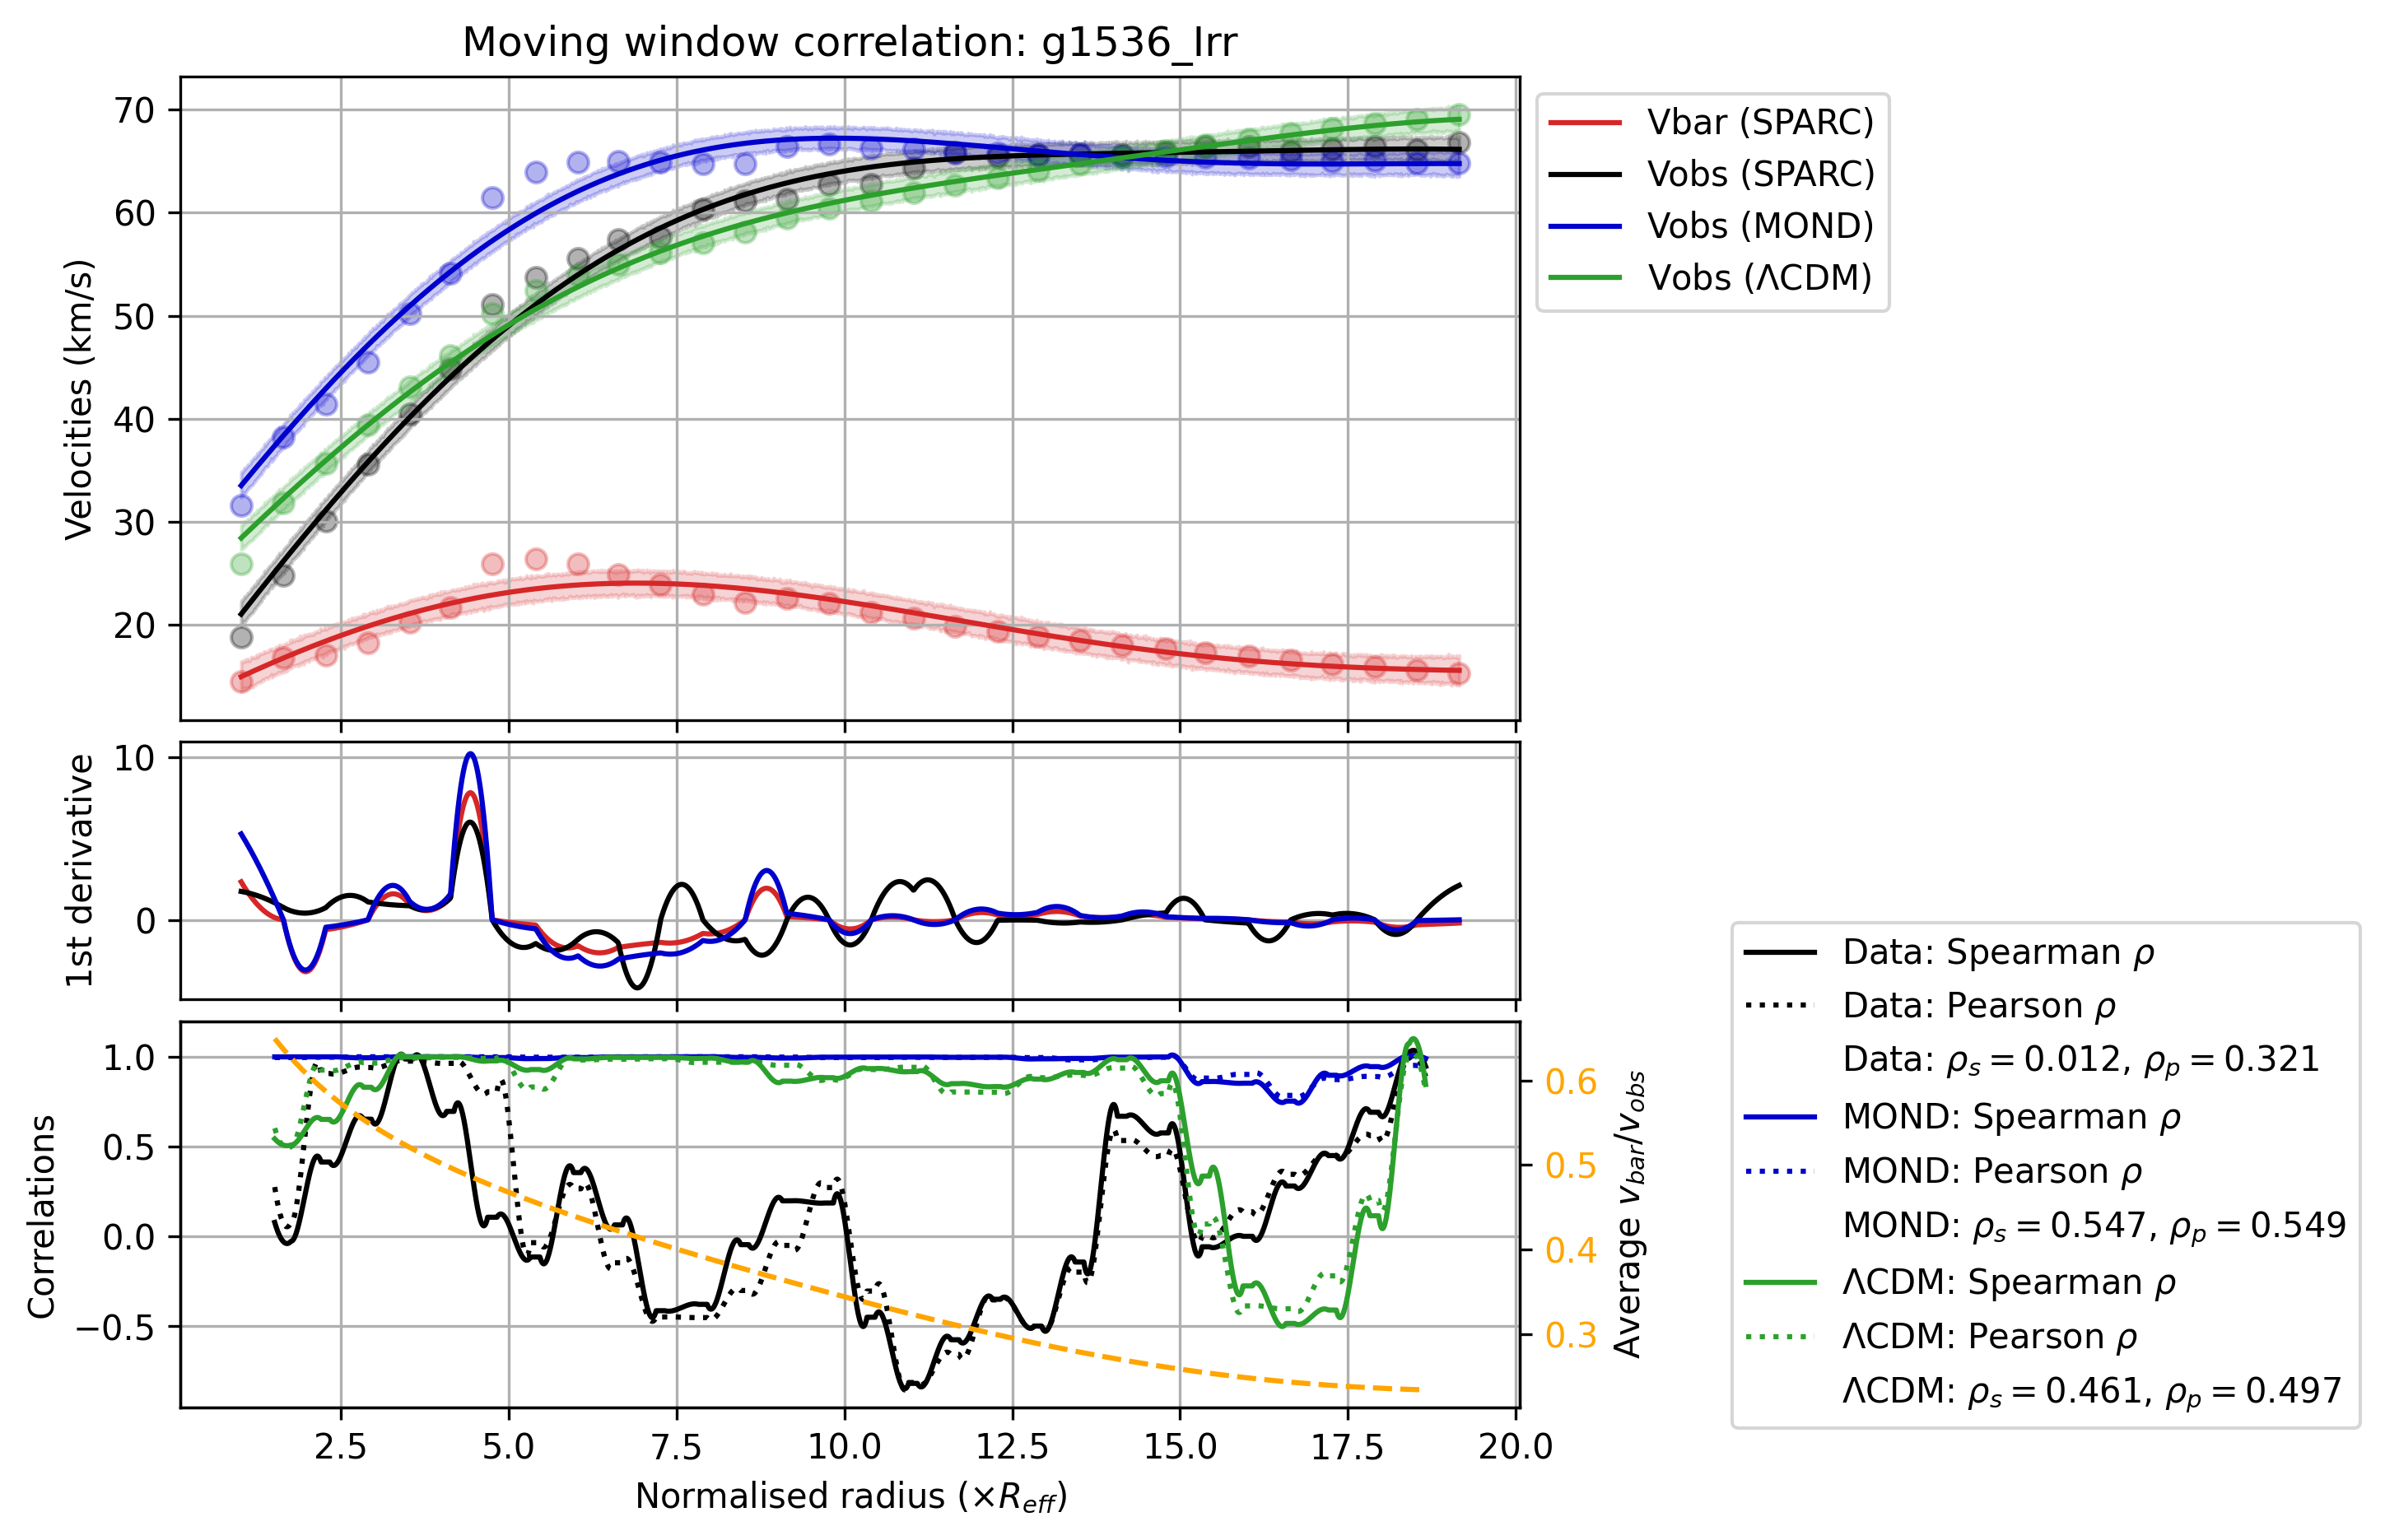 Moving window correlation: g1536_Irr
70
60
50
40
30
20
Velocities (km/s)
Vbar (SPARC)
Vobs (SPARC)
Vobs (MOND)
Vobs (ΛCDM)
10
0
1st derivative
1.0
0.5
0.0
−0.5
Correlations
0.6
0.5
0.4
0.3
Average v_bar/v_obs
2.5 5.0 7.5 10.0 12.5 15.0 17.5 20.0
Normalised radius (×R_eff)
Data: Spearman ρ
Data: Pearson ρ
Data: ρ_s = 0.012, ρ_p = 0.321
MOND: Spearman ρ
MOND: Pearson ρ
MOND: ρ_s = 0.547, ρ_p = 0.549
ΛCDM: Spearman ρ
ΛCDM: Pearson ρ
ΛCDM: ρ_s = 0.461, ρ_p = 0.497